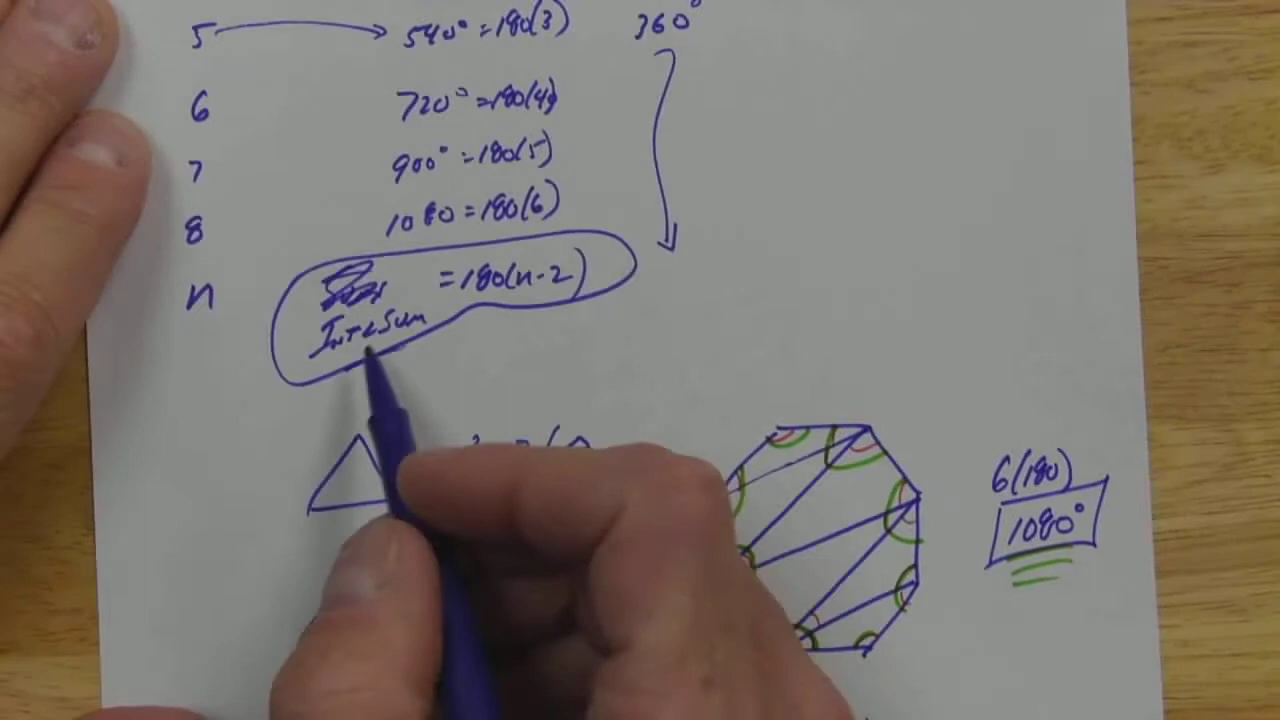 5 540° = 180(3) 360°
6 720° = 180(4)
7 900° = 180(5)
8 1080 = 180(6)
n = 180(n-2)
INT ∠ SUM
6(180)
1080°